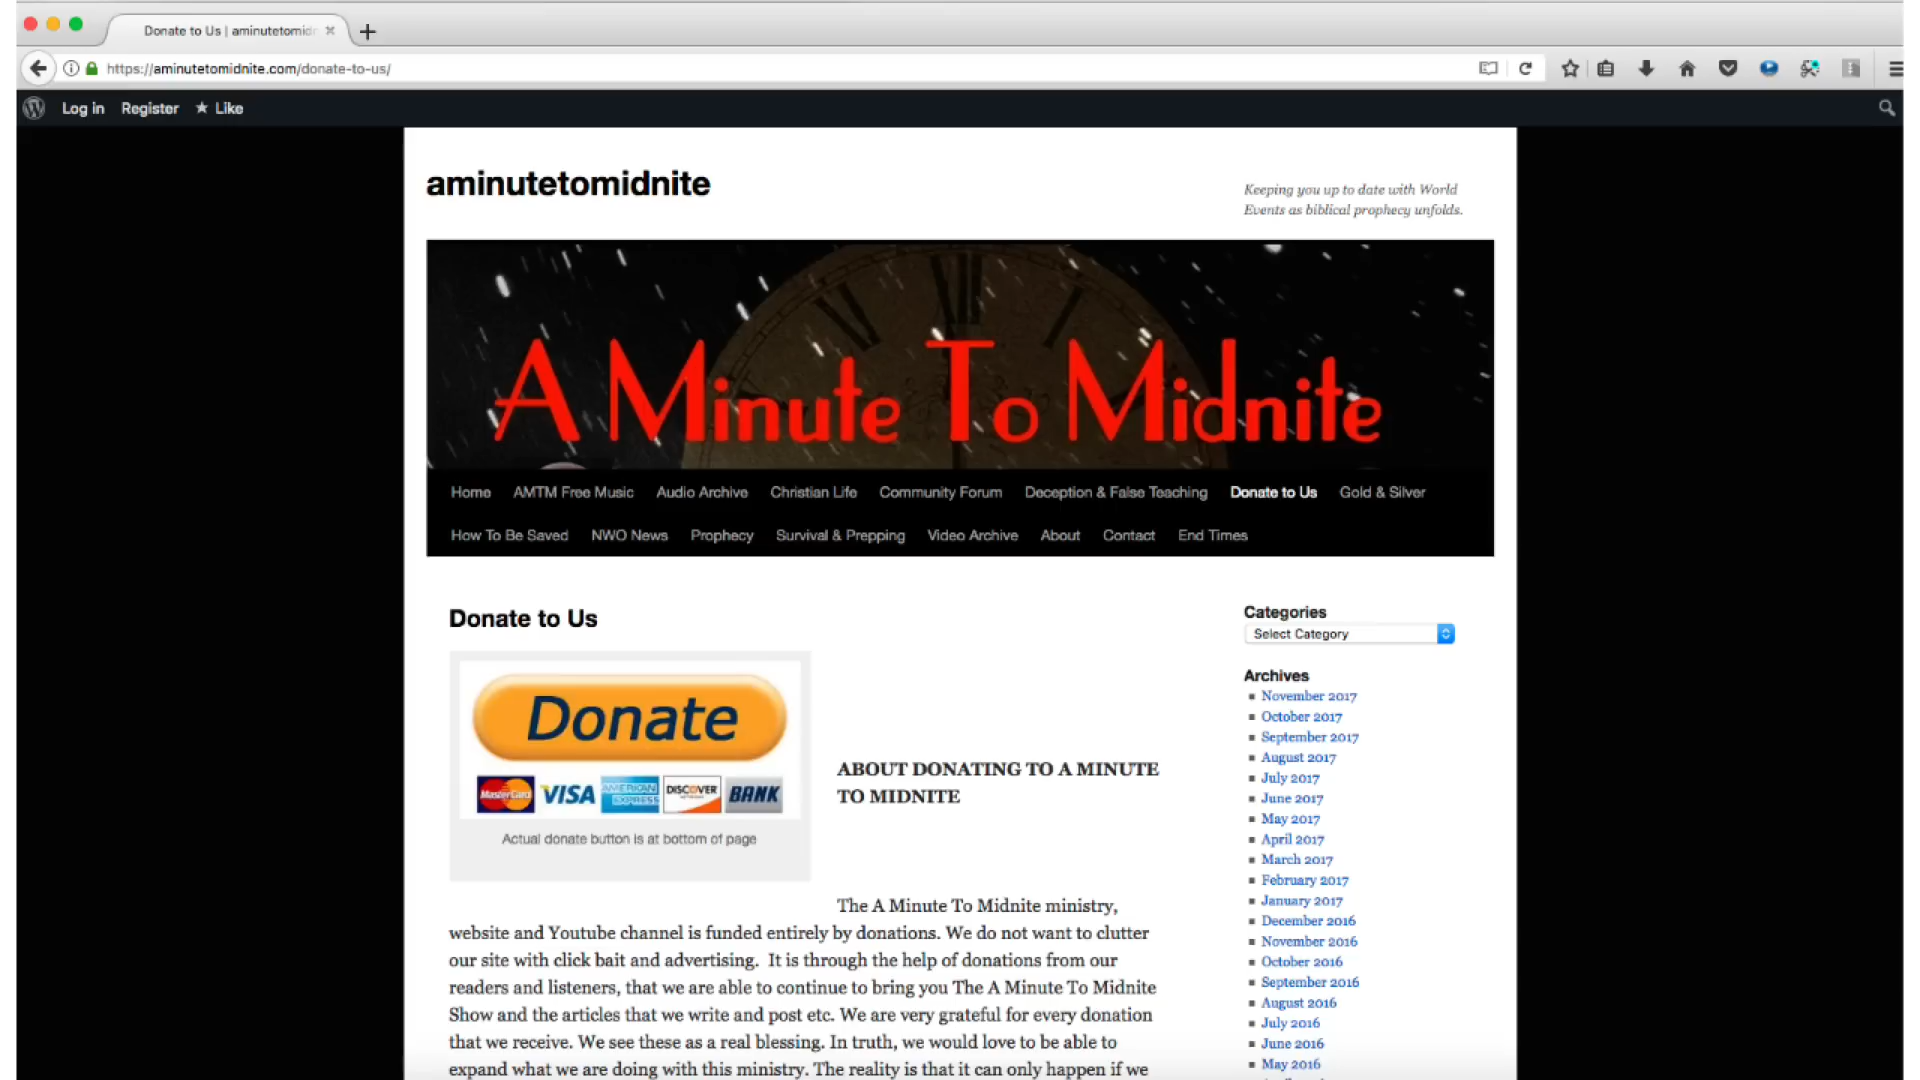 Donate to Us | aminutetomid
https://aminutetomidnite.com/donate-to-us/
Log in Register ★ Like
aminutetomidnite
Keeping you up to date with World
Events as biblical prophecy unfolds.
A Minute To Midnite
Home AMTM Free Music Audio Archive Christian Life Community Forum Deception & False Teaching Donate to Us Gold & Silver
How To Be Saved NWO News Prophecy Survival & Prepping Video Archive About Contact End Times
Donate to Us
Donate
MasterCard VISA AMERICAN EXPRESS DISCOVER BANK
Actual donate button is at bottom of page
ABOUT DONATING TO A MINUTE
TO MIDNITE
The A Minute To Midnite ministry,
website and Youtube channel is funded entirely by donations. We do not want to clutter
our site with click bait and advertising. It is through the help of donations from our
readers and listeners, that we are able to continue to bring you The A Minute To Midnite
Show and the articles that we write and post etc. We are very grateful for every donation
that we receive. We see these as a real blessing. In truth, we would love to be able to
expand what we are doing with this ministry. The reality is that it can only happen if we
Categories
Select Category
Archives
November 2017
October 2017
September 2017
August 2017
July 2017
June 2017
May 2017
April 2017
March 2017
February 2017
January 2017
December 2016
November 2016
October 2016
September 2016
August 2016
July 2016
June 2016
May 2016